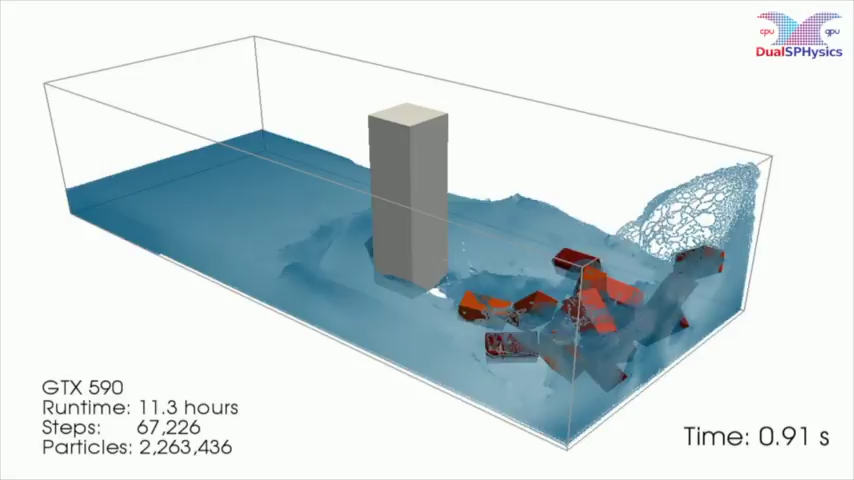 cpu gpu
DualSPHysics
GTX 590
Runtime: 11.3 hours
Steps: 67,226
Particles: 2,263,436
Time: 0.91 s